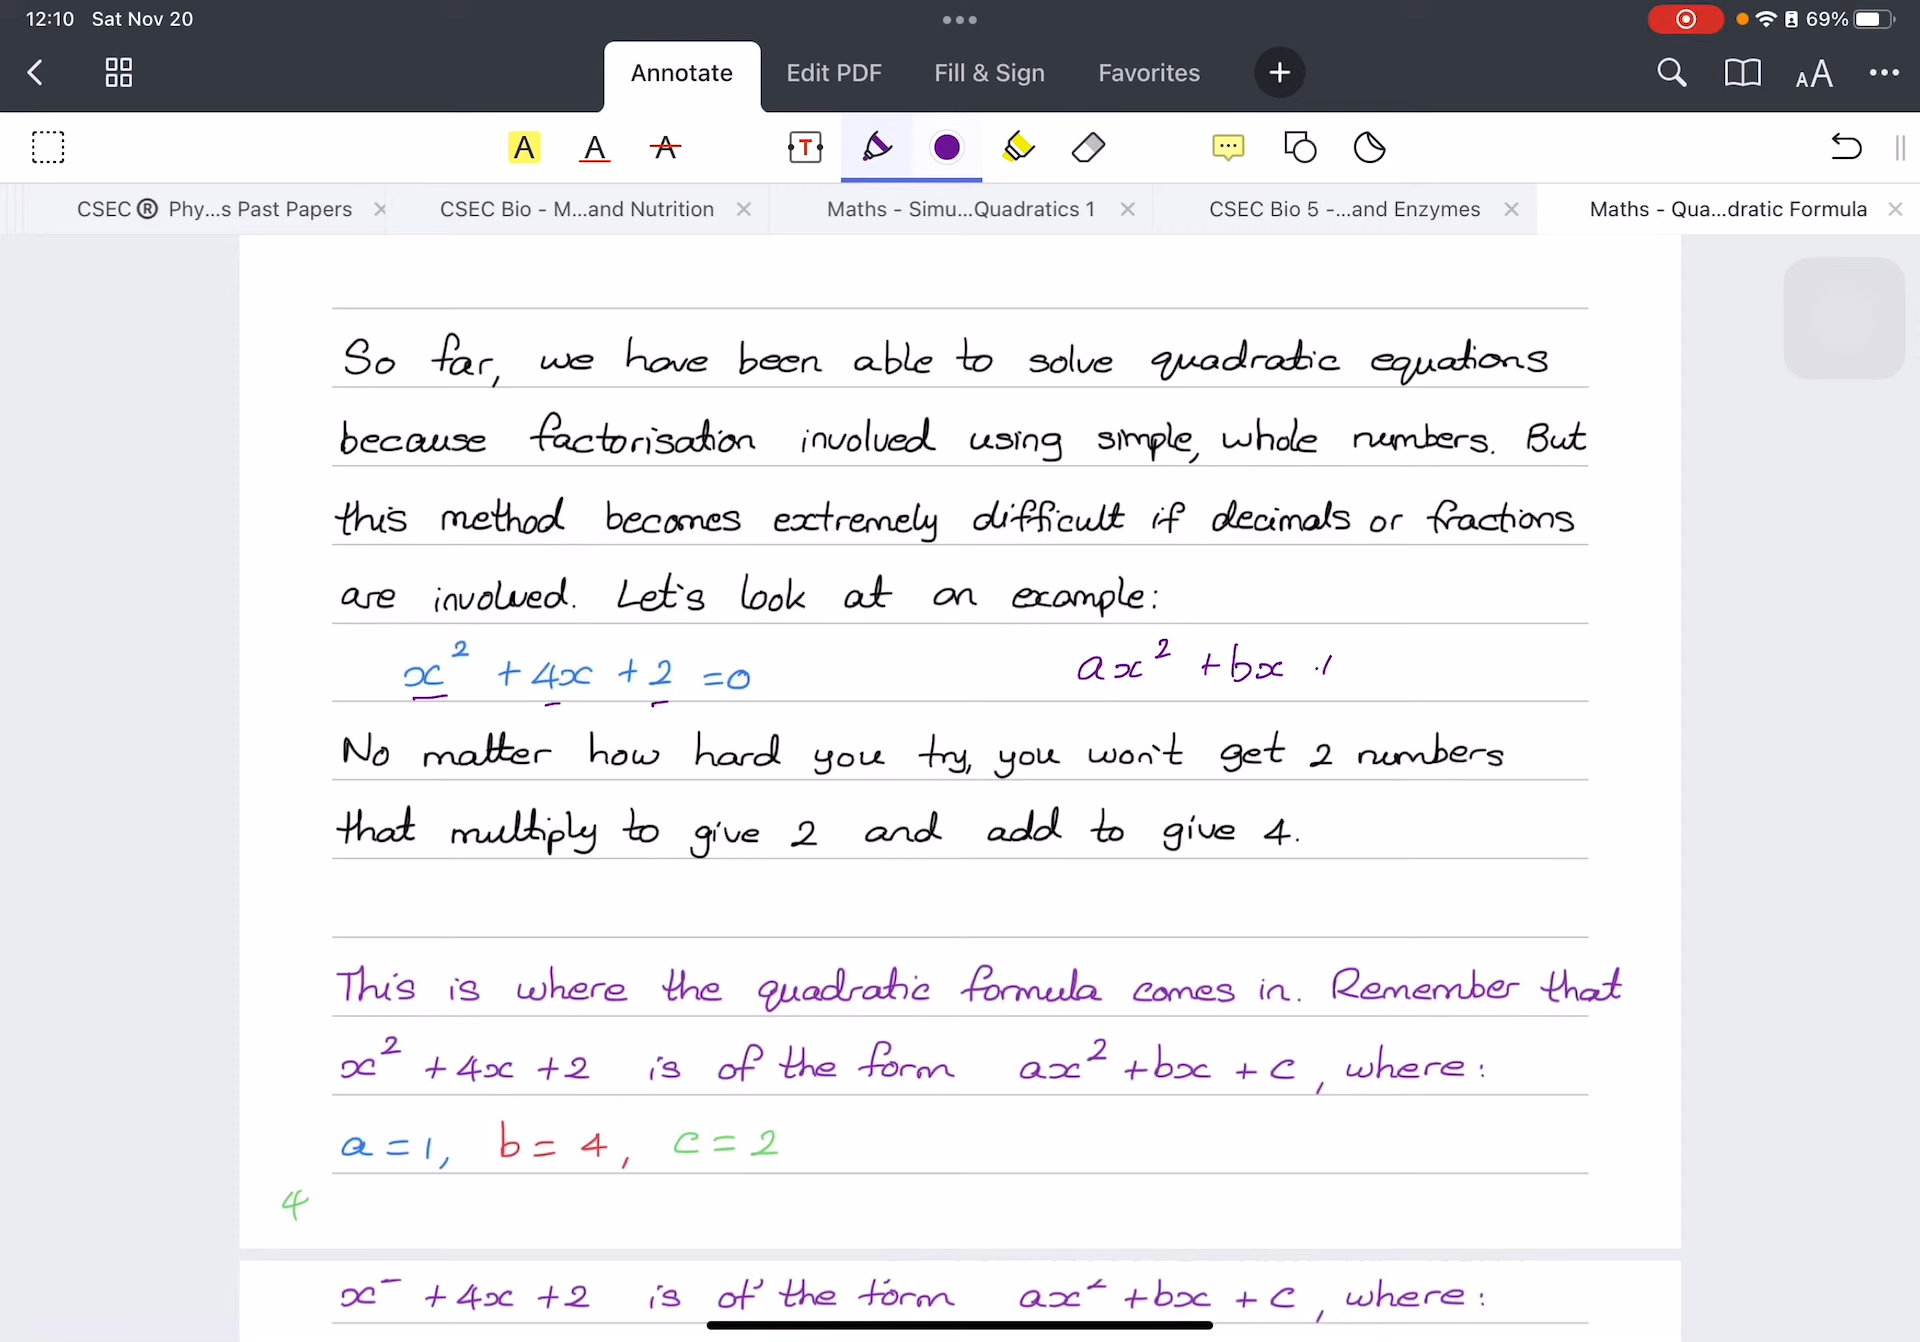 12:10 Sat Nov 20
69%
Annotate Edit PDF Fill & Sign Favorites
AA
A A A T
CSEC ® Phy...s Past Papers CSEC Bio - M...and Nutrition Maths - Simu...Quadratics 1 CSEC Bio 5 -...and Enzymes Maths - Qua...dratic Formula
So far, we have been able to solve quadratic equations
because factorisation involved using simple, whole numbers. But
this method becomes extremely difficult if decimals or fractions
are involved. Let's look at an example:
x² + 4x + 2 = 0 ax² + bx
No matter how hard you try, you won't get 2 numbers
that multiply to give 2 and add to give 4.
This is where the quadratic formula comes in. Remember that
x² + 4x + 2 is of the form ax² + bx + c, where:
a = 1, b = 4, c = 2
4
x² + 4x + 2 is of the form ax² + bx + c, where: